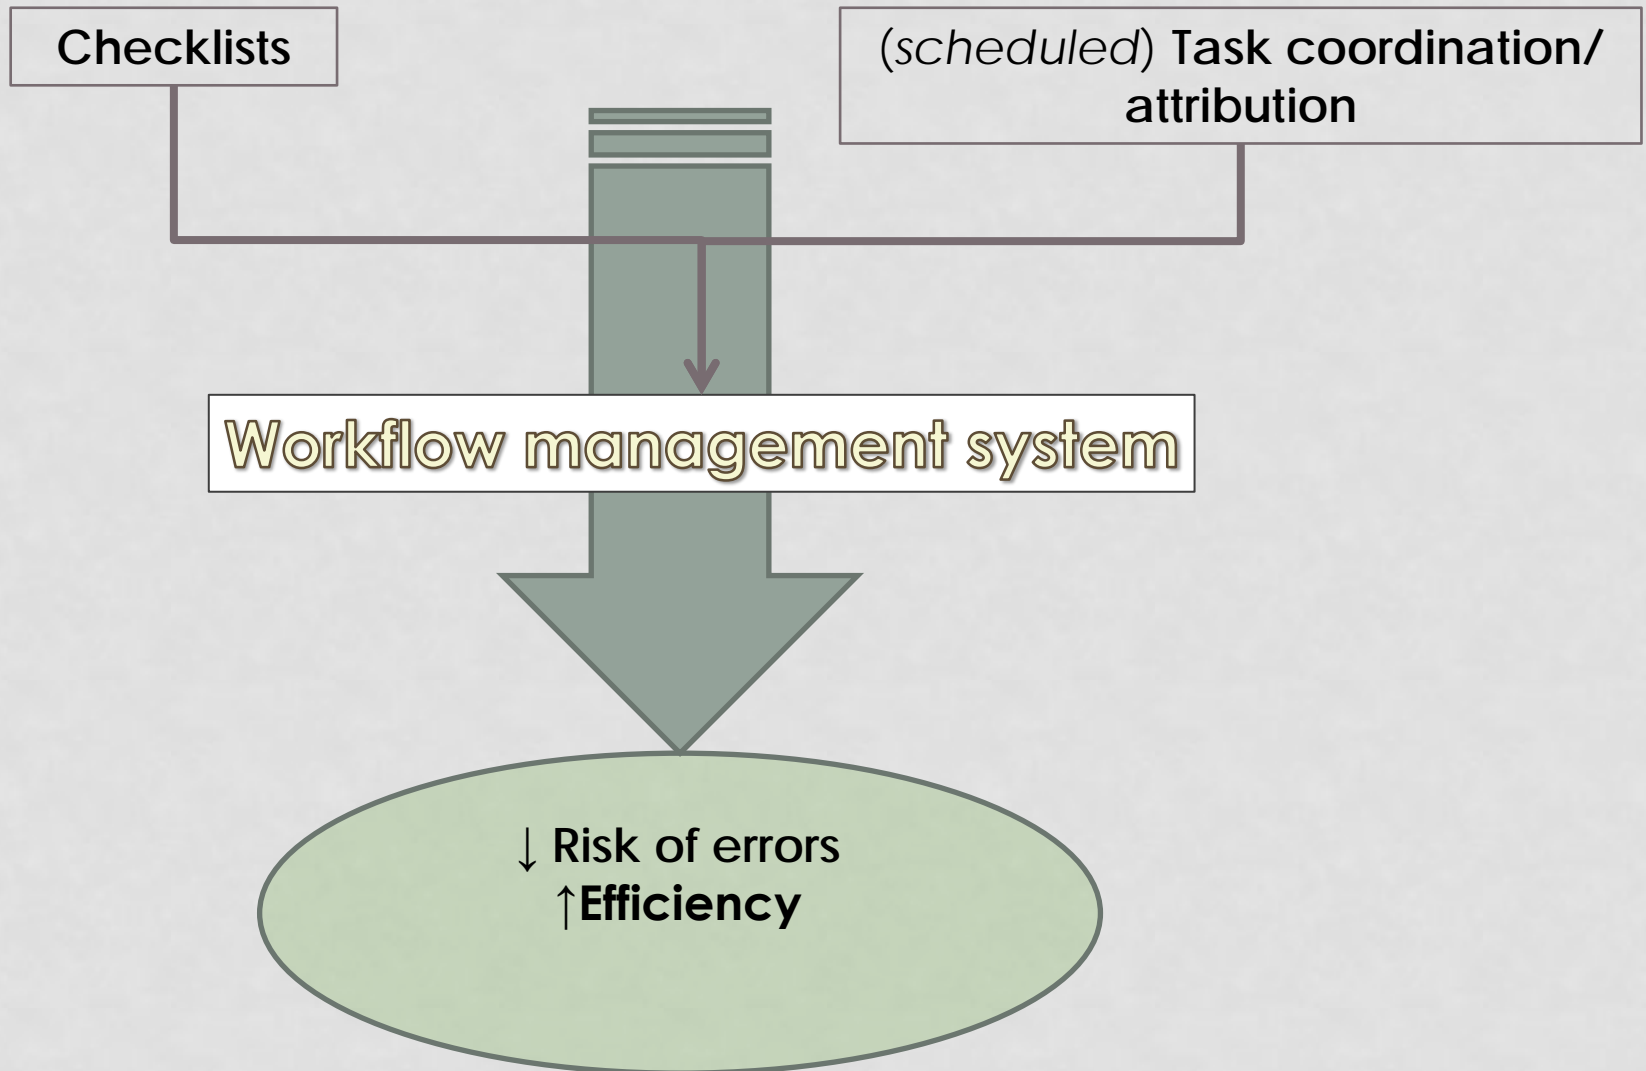 Checklists
(scheduled) Task coordination/
attribution
Workflow management system
↓ Risk of errors
↑Efficiency